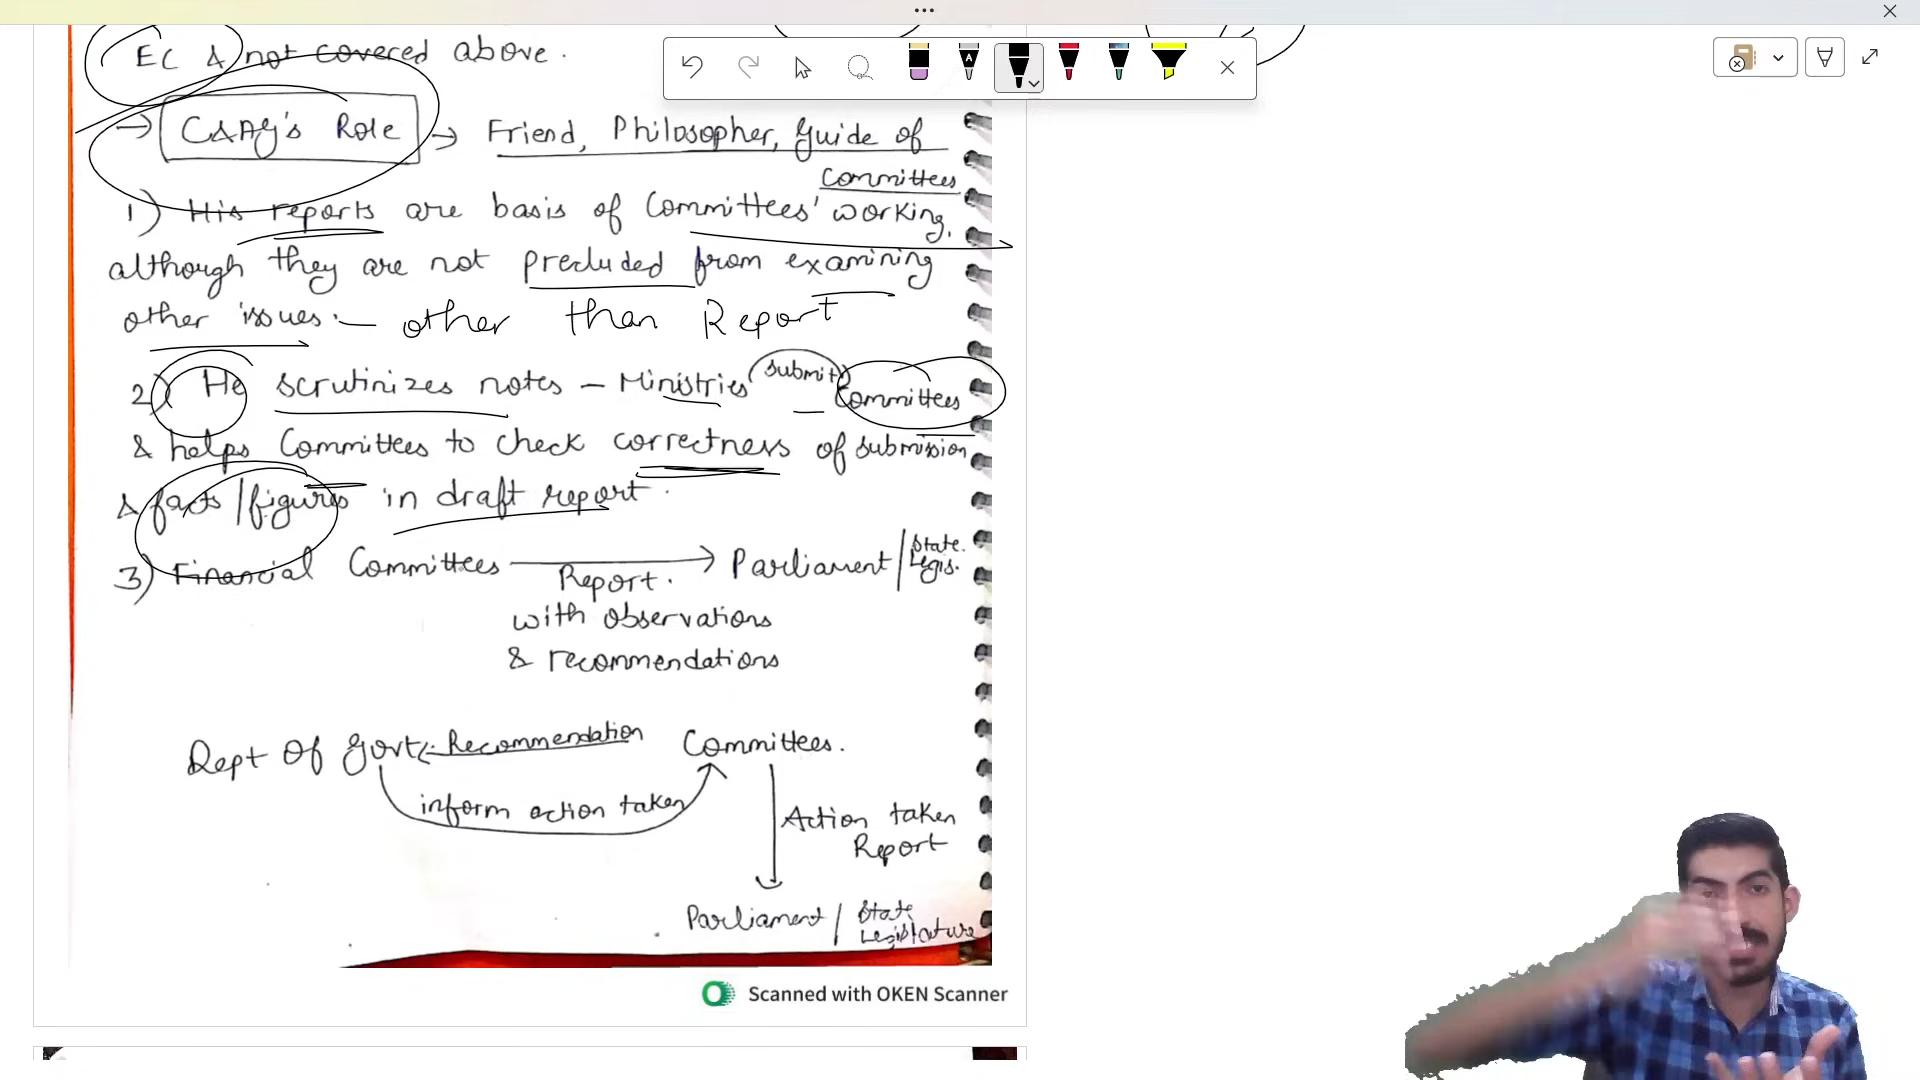 EC & not covered above.
→ C&AG's Role → Friend, Philosopher, Guide of
Committees
1) His reports are basis of Committees' working,
although they are not precluded from examining
other issues. — other than Report
2) He scrutinizes notes – Ministries (submit) Committees
& helps Committees to check correctness of submission
& facts/figures in draft report.
3) Financial Committees → Parliament / State. Legis.
Report.
with observations
& recommendations
Dept Of Govt ← Recommendation Committees.
inform action taken
Action taken
Report
Parliament / State
Legislature
Scanned with OKEN Scanner